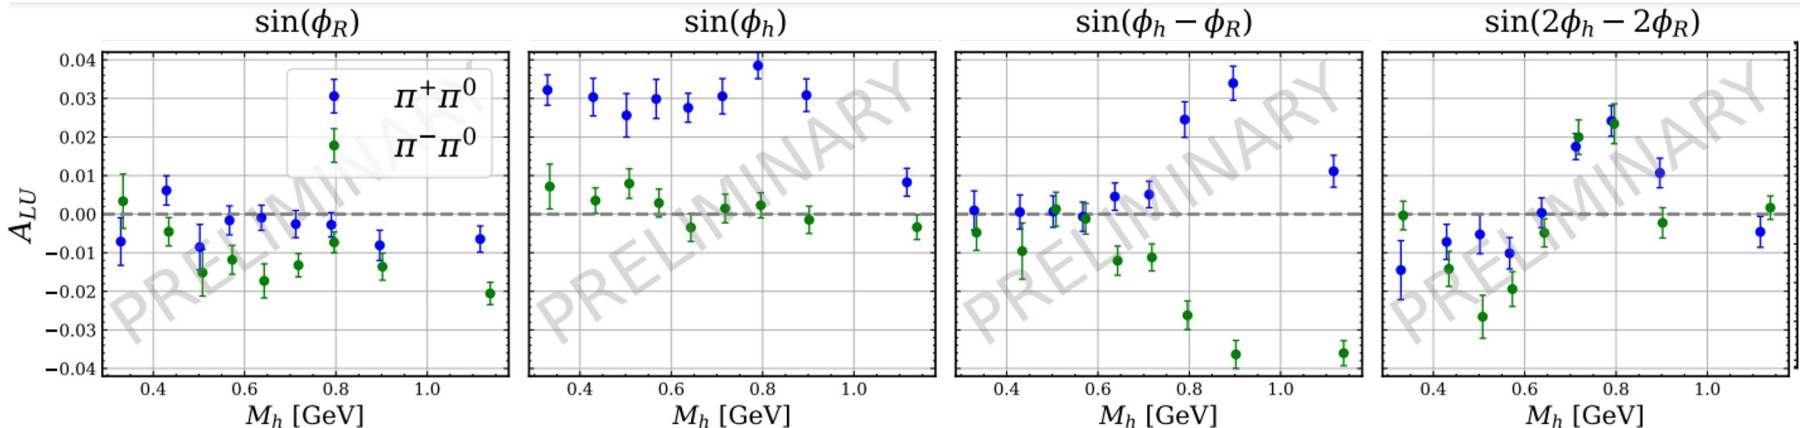 sin(ϕ_R) sin(ϕ_h) sin(ϕ_h − ϕ_R) sin(2ϕ_h − 2ϕ_R)
A_LU
0.04
0.03
0.02
0.01
0.00
−0.01
−0.02
−0.03
−0.04
π⁺π⁰
π⁻π⁰
PRELIMINARY PRELIMINARY PRELIMINARY PRELIMINARY
0.4 0.6 0.8 1.0 0.4 0.6 0.8 1.0 0.4 0.6 0.8 1.0 0.4 0.6 0.8 1.0
M_h [GeV] M_h [GeV] M_h [GeV] M_h [GeV]